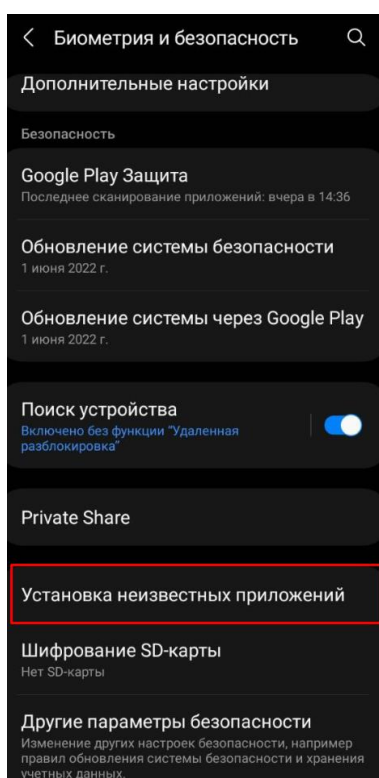 Биометрия и безопасность
Дополнительные настройки
Безопасность
Google Play Защита
Последнее сканирование приложений: вчера в 14:36
Обновление системы безопасности
1 июня 2022 г.
Обновление системы через Google Play
1 июня 2022 г.
Поиск устройства
Включено без функции "Удаленная
разблокировка"
Private Share
Установка неизвестных приложений
Шифрование SD-карты
Нет SD-карты
Другие параметры безопасности
Изменение других настроек безопасности, например
правил обновления системы безопасности и хранения
учетных данных.